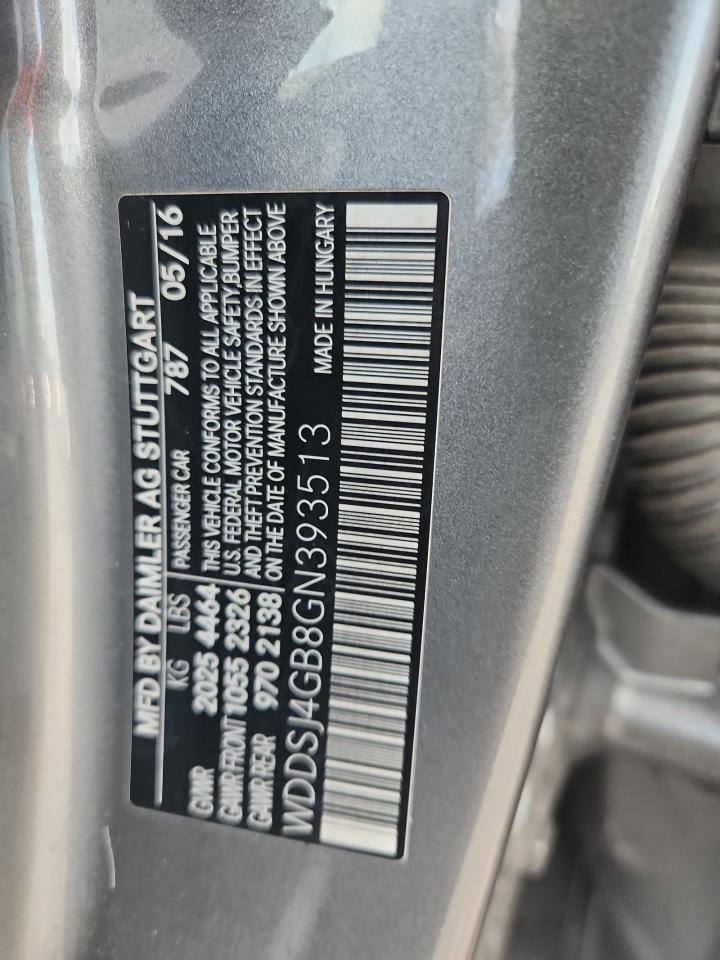 MFD BY DAIMLER AG STUTTGART
KG LBS PASSENGER CAR 787 05/16
GVWR 2025 4464 THIS VEHICLE CONFORMS TO ALL APPLICABLE
GAWR FRONT 1055 2326 U.S. FEDERAL MOTOR VEHICLE SAFETY,BUMPER
AND THEFT PREVENTION STANDARDS IN EFFECT
GAWR REAR 970 2138 ON THE DATE OF MANUFACTURE SHOWN ABOVE
WDDSJ4GB8GN393513 MADE IN HUNGARY